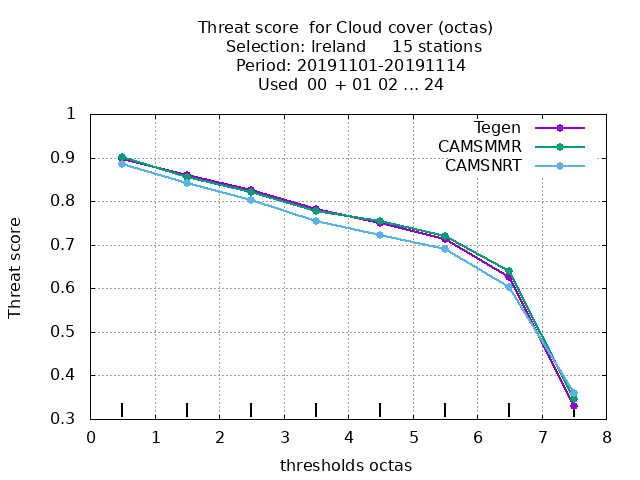 Threat score  for Cloud cover (octas)
Selection: Ireland     15 stations
Period: 20191101-20191114
Used  00  + 01 02 ... 24
1
0.9
0.8
0.7
0.6
0.5
0.4
0.3
Threat score
Tegen
CAMSMMR
CAMSNRT
0 1 2 3 4 5 6 7 8
thresholds octas